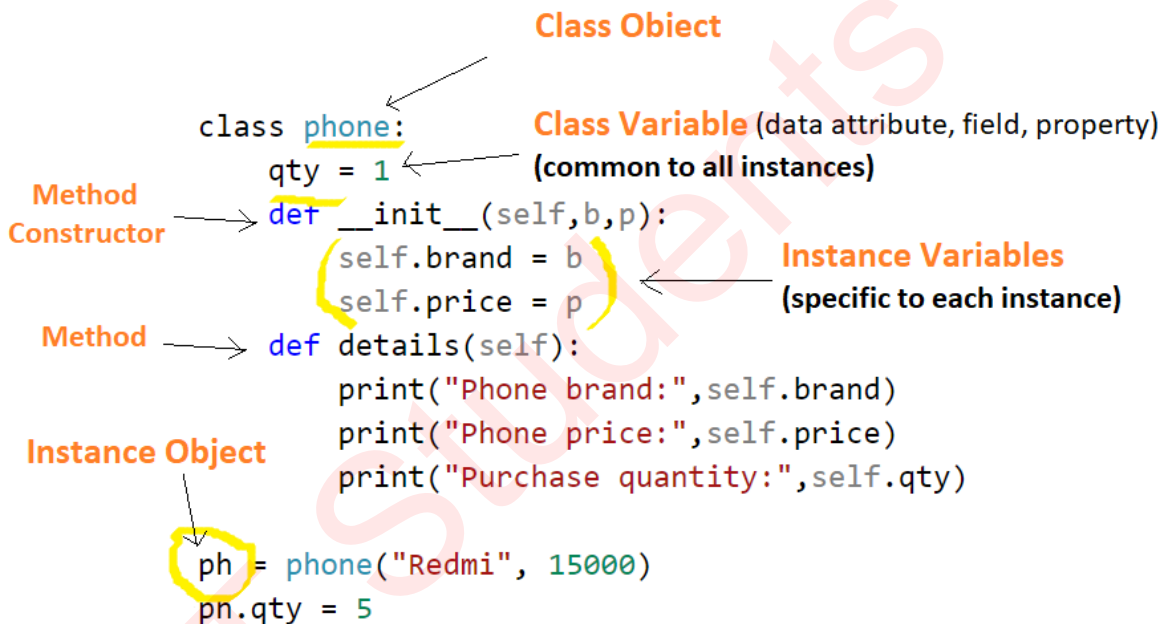 Class Obiect
class phone:
Class Variable (data attribute, field, property)
qty = 1
(common to all instances)
Method
Constructor
def __init__(self,b,p):
self.brand = b
Instance Variables
self.price = p
(specific to each instance)
Method
def details(self):
print("Phone brand:",self.brand)
print("Phone price:",self.price)
Instance Object
print("Purchase quantity:",self.qty)
ph = phone("Redmi", 15000)
pn.qty = 5
Students